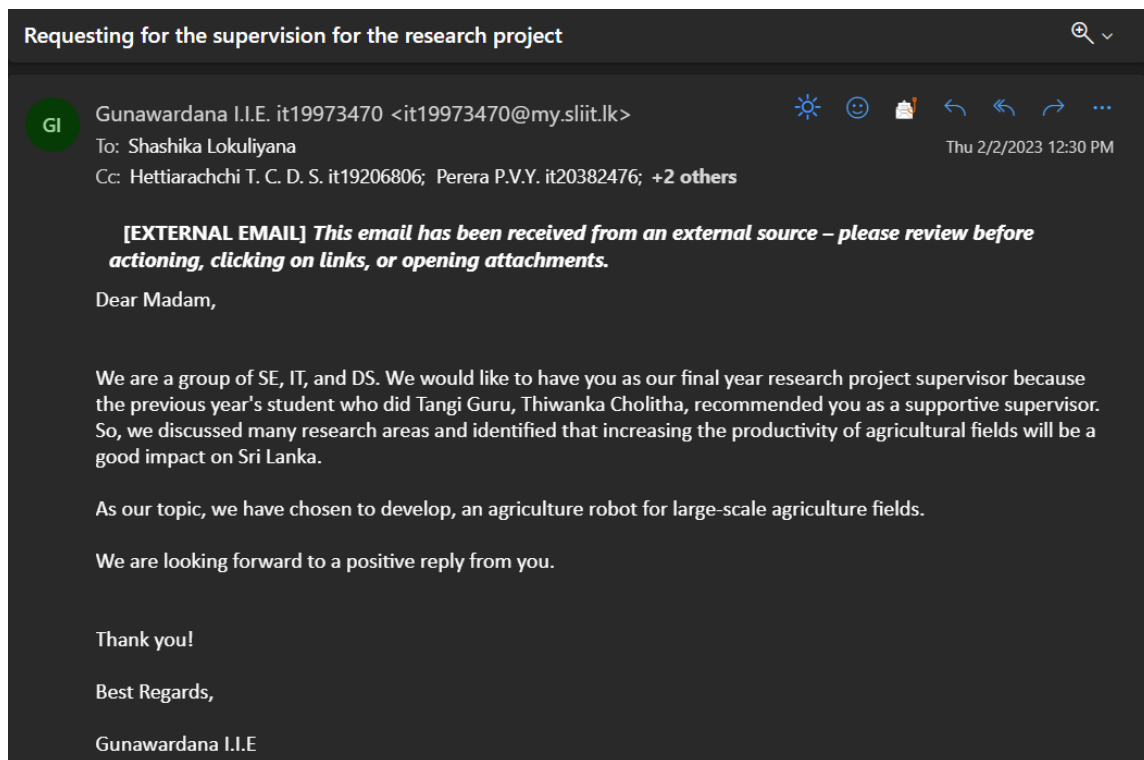 Requesting for the supervision for the research project
GI
Gunawardana I.I.E. it19973470 <it19973470@my.sliit.lk>
To: Shashika Lokuliyana
Thu 2/2/2023 12:30 PM
Cc: Hettiarachchi T. C. D. S. it19206806; Perera P.V.Y. it20382476; +2 others
[EXTERNAL EMAIL] This email has been received from an external source – please review before
actioning, clicking on links, or opening attachments.
Dear Madam,
We are a group of SE, IT, and DS. We would like to have you as our final year research project supervisor because
the previous year's student who did Tangi Guru, Thiwanka Cholitha, recommended you as a supportive supervisor.
So, we discussed many research areas and identified that increasing the productivity of agricultural fields will be a
good impact on Sri Lanka.
As our topic, we have chosen to develop, an agriculture robot for large-scale agriculture fields.
We are looking forward to a positive reply from you.
Thank you!
Best Regards,
Gunawardana I.I.E